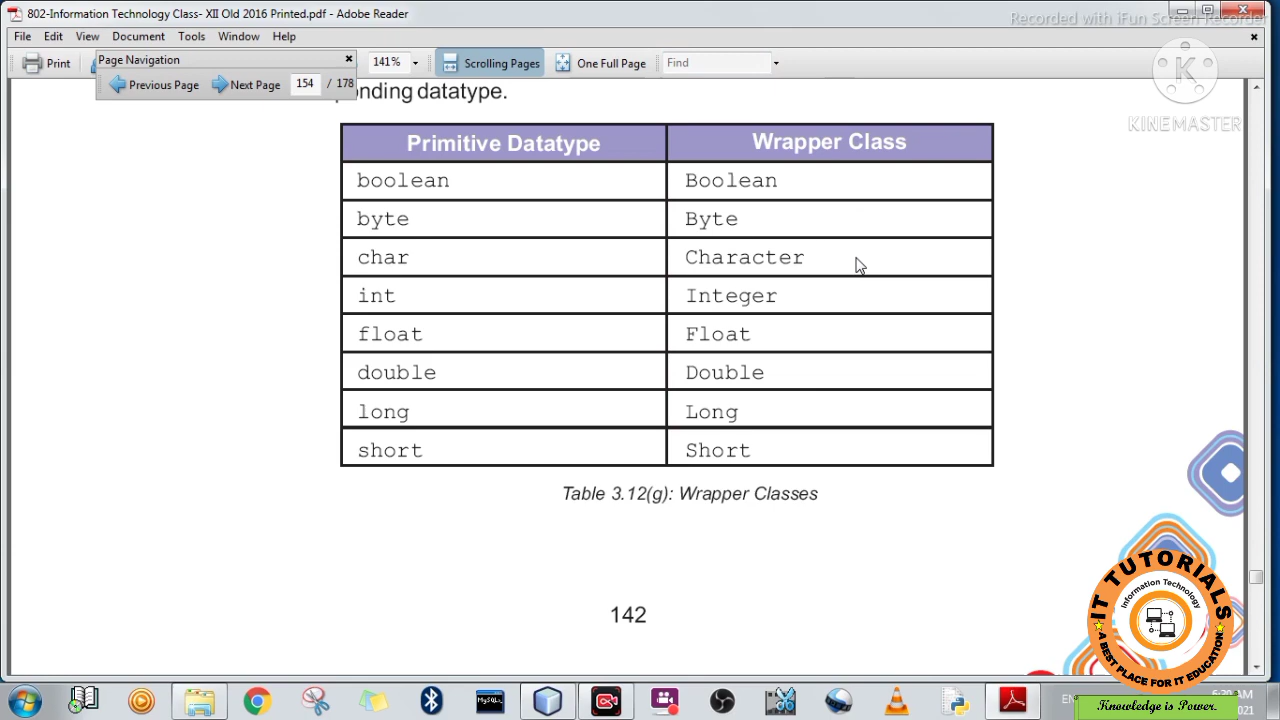 802-Information Technology Class- XII Old 2016 Printed.pdf - Adobe Reader
Recorded with iFun Screen Recorder
File Edit View Document Tools Window Help
Print
Page Navigation
Previous Page Next Page 154 / 178
141%
Scrolling Pages
One Full Page
Find
K
KINEMASTER
onding datatype.
Primitive Datatype Wrapper Class
boolean Boolean
byte Byte
char Character
int Integer
float Float
double Double
long Long
short Short
Table 3.12(g): Wrapper Classes
142
IT TUTORIALS
Information Technology
A BEST PLACE FOR IT EDUCATION
Knowledge is Power.
MySQL